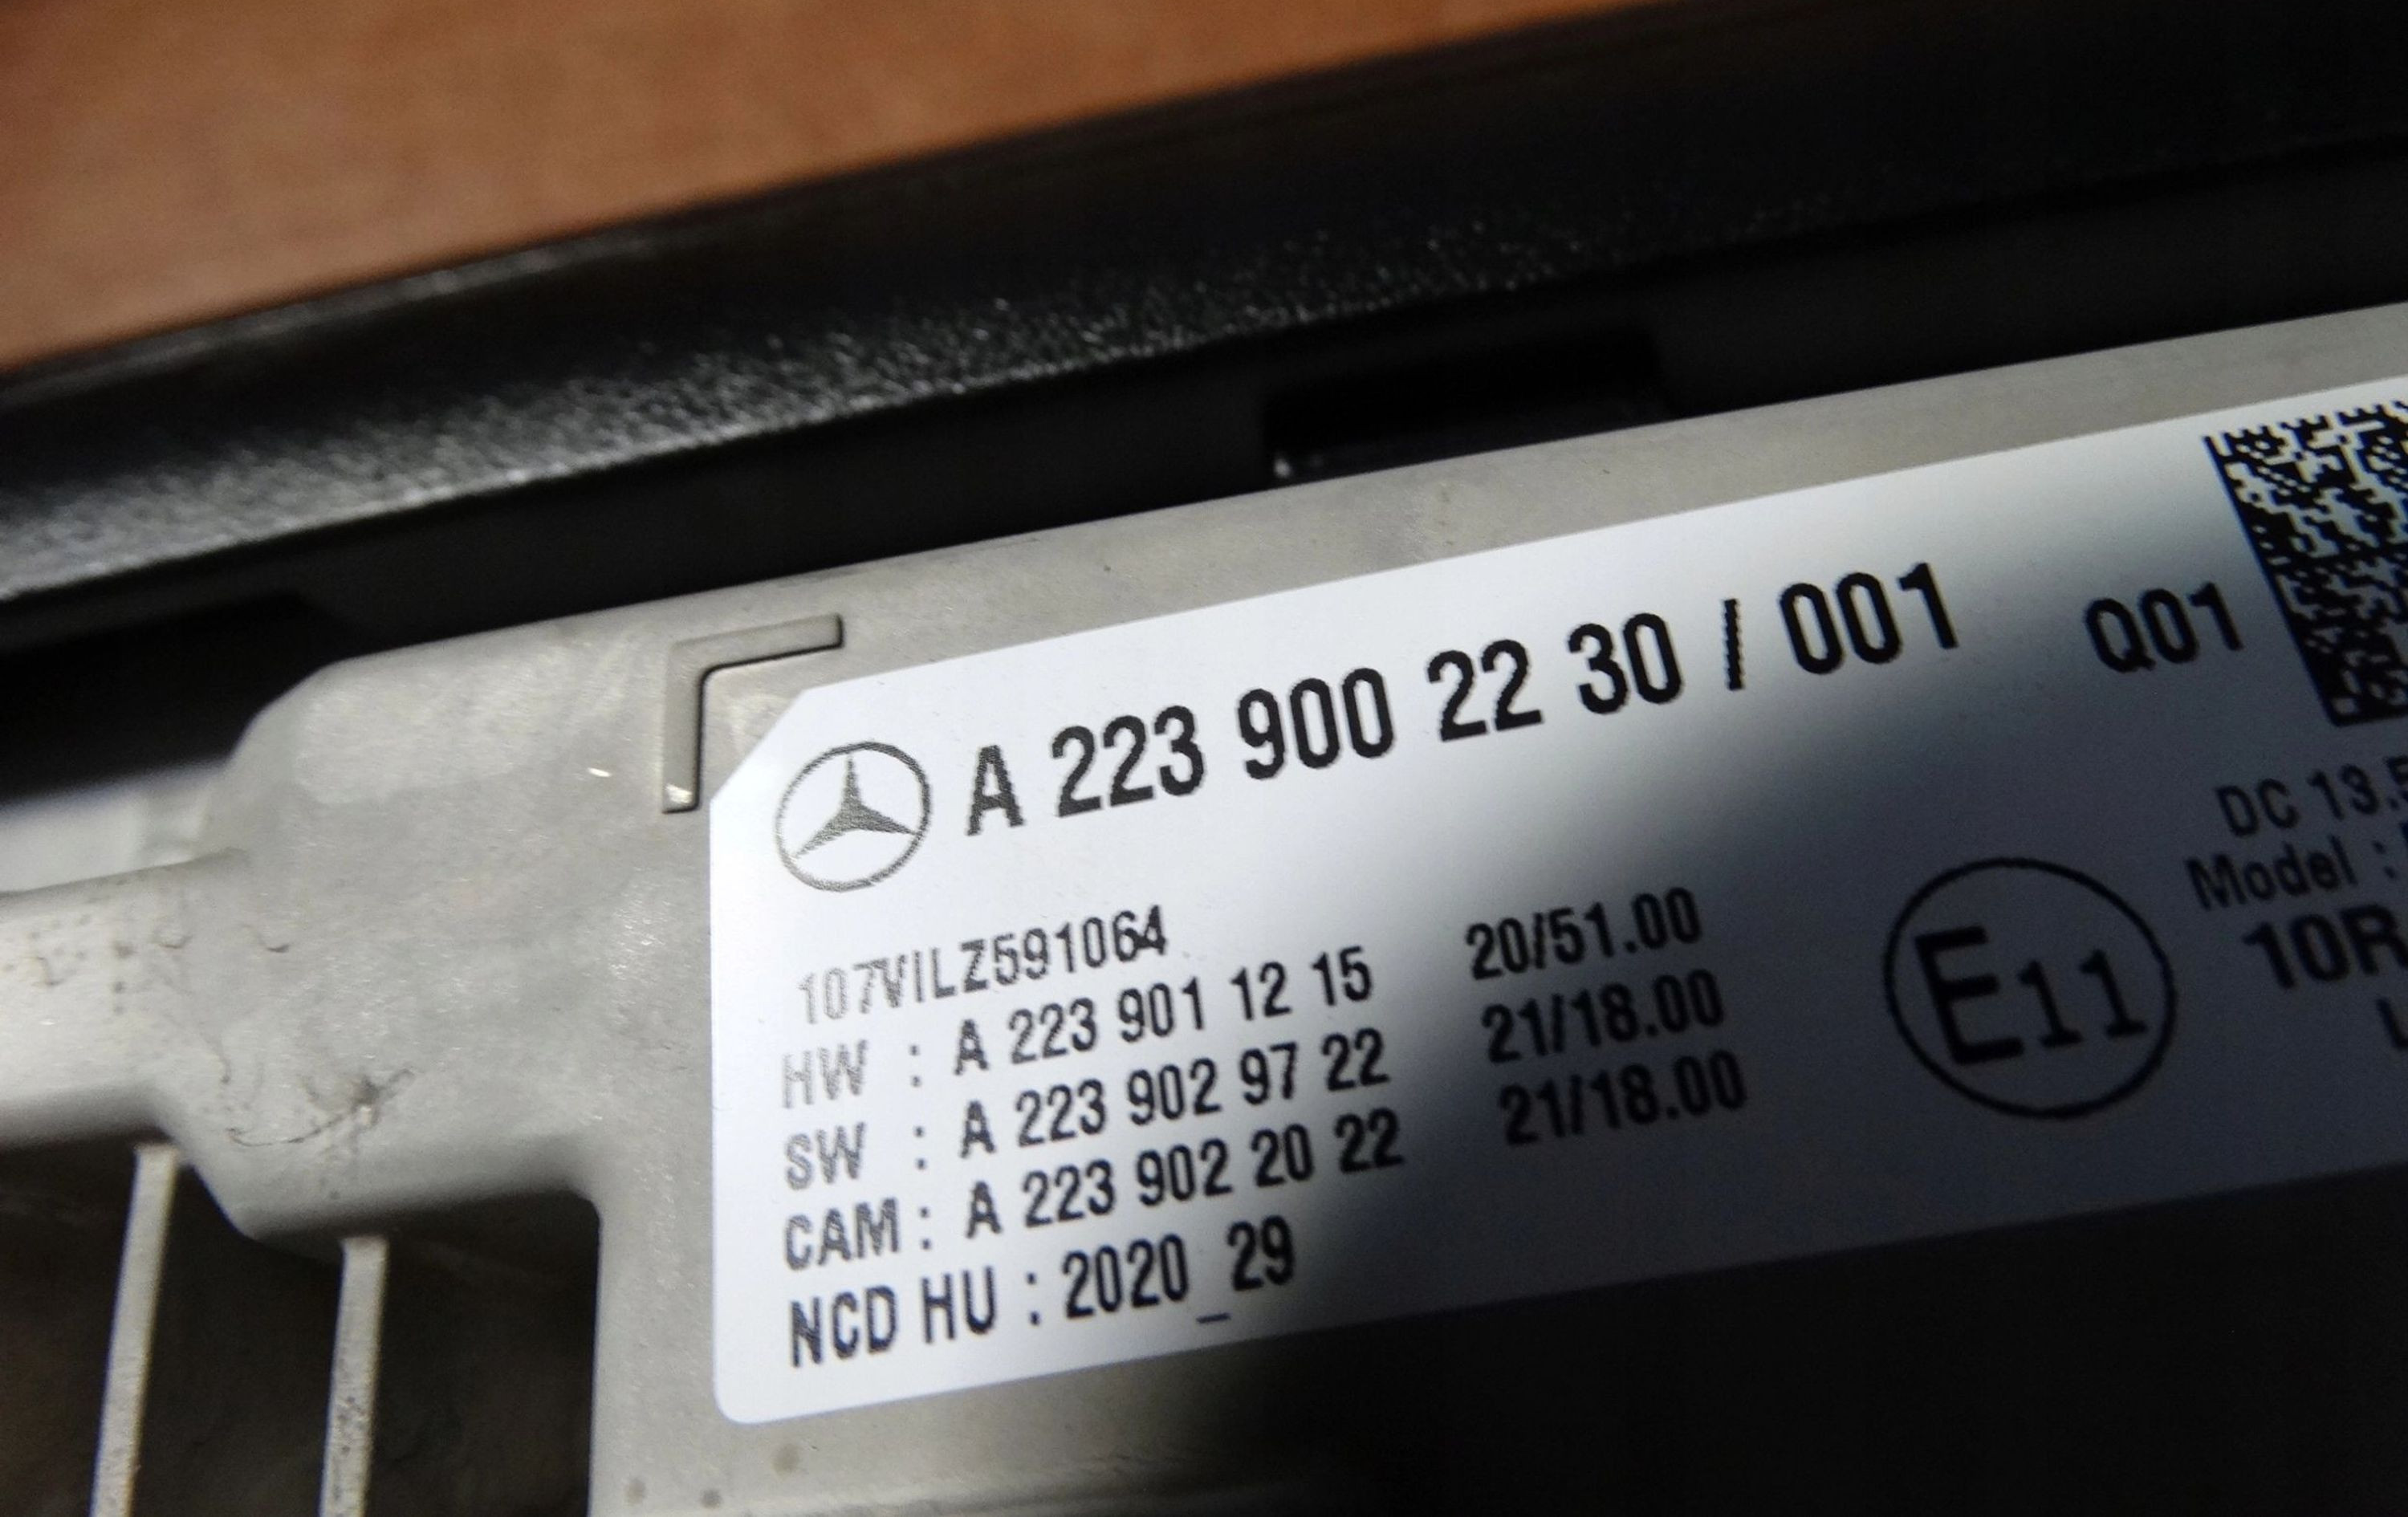 A 223 900 22 30 / 001 Q01
107VILZ591064
HW : A 223 901 12 15 20/51.00
SW : A 223 902 97 22 21/18.00
CAM : A 223 902 20 22 21/18.00
NCD HU : 2020_29
E11
DC 13.5
Model :
10R